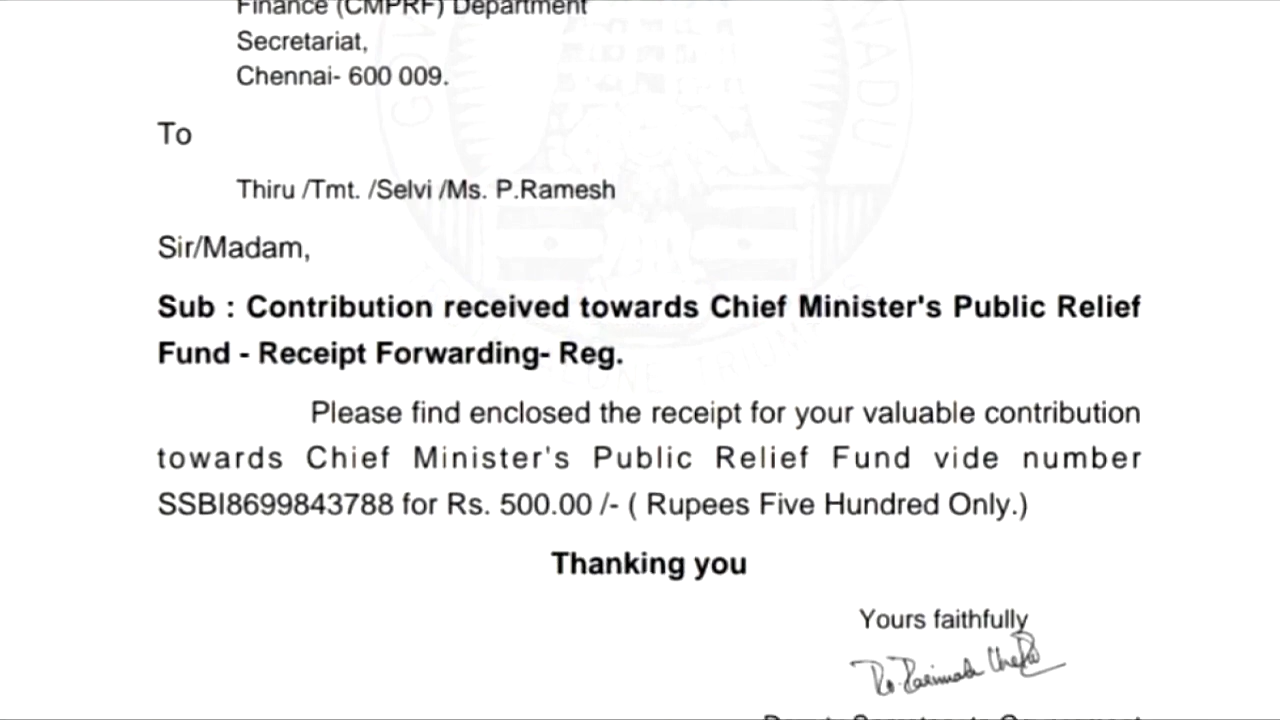 Finance (CMPRF) Department
Secretariat,
Chennai- 600 009.
To
Thiru /Tmt. /Selvi /Ms. P.Ramesh
Sir/Madam,
Sub : Contribution received towards Chief Minister's Public Relief
Fund - Receipt Forwarding- Reg.
Please find enclosed the receipt for your valuable contribution
towards Chief Minister's Public Relief Fund vide number
SSBI8699843788 for Rs. 500.00 /- ( Rupees Five Hundred Only.)
Thanking you
Yours faithfully